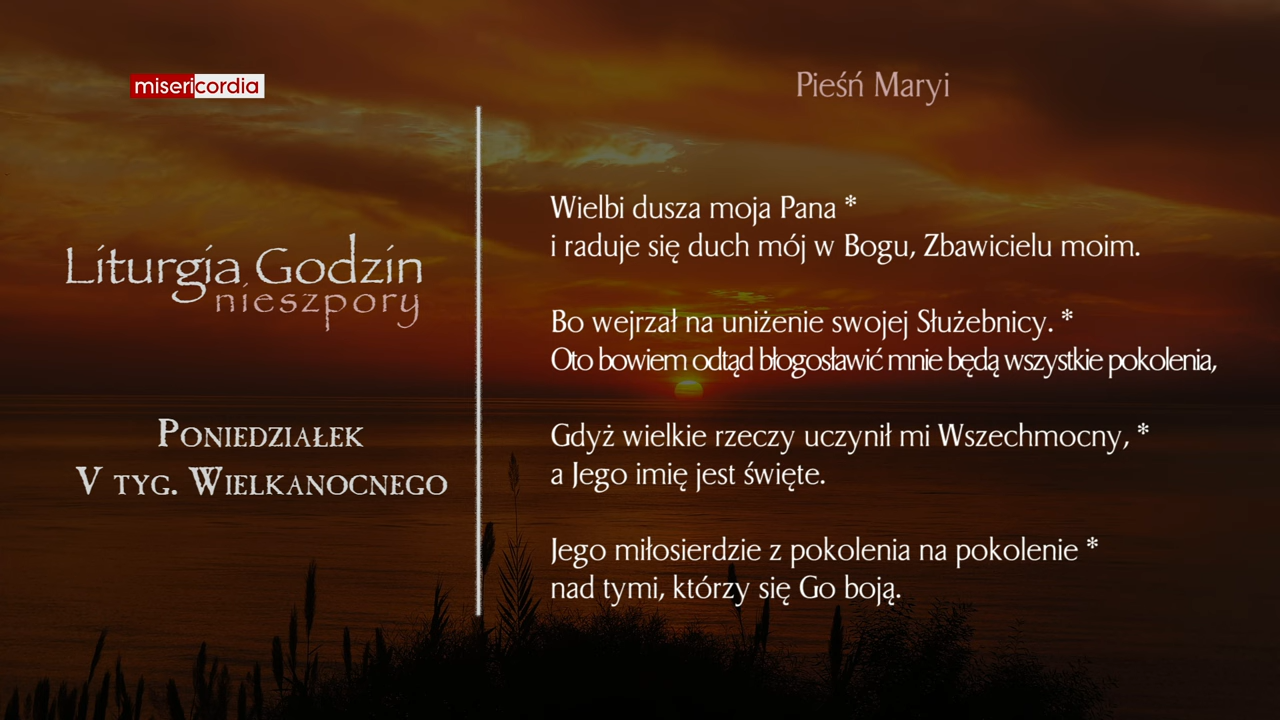 misericordia
Pieśń Maryi
Liturgia Godzin
nieszpory
Poniedziałek
V tyg. Wielkanocnego
Wielbi dusza moja Pana *
i raduje się duch mój w Bogu, Zbawicielu moim.
Bo wejrzał na uniżenie swojej Służebnicy. *
Oto bowiem odtąd błogosławić mnie będą wszystkie pokolenia,
Gdyż wielkie rzeczy uczynił mi Wszechmocny, *
a Jego imię jest święte.
Jego miłosierdzie z pokolenia na pokolenie *
nad tymi, którzy się Go boją.